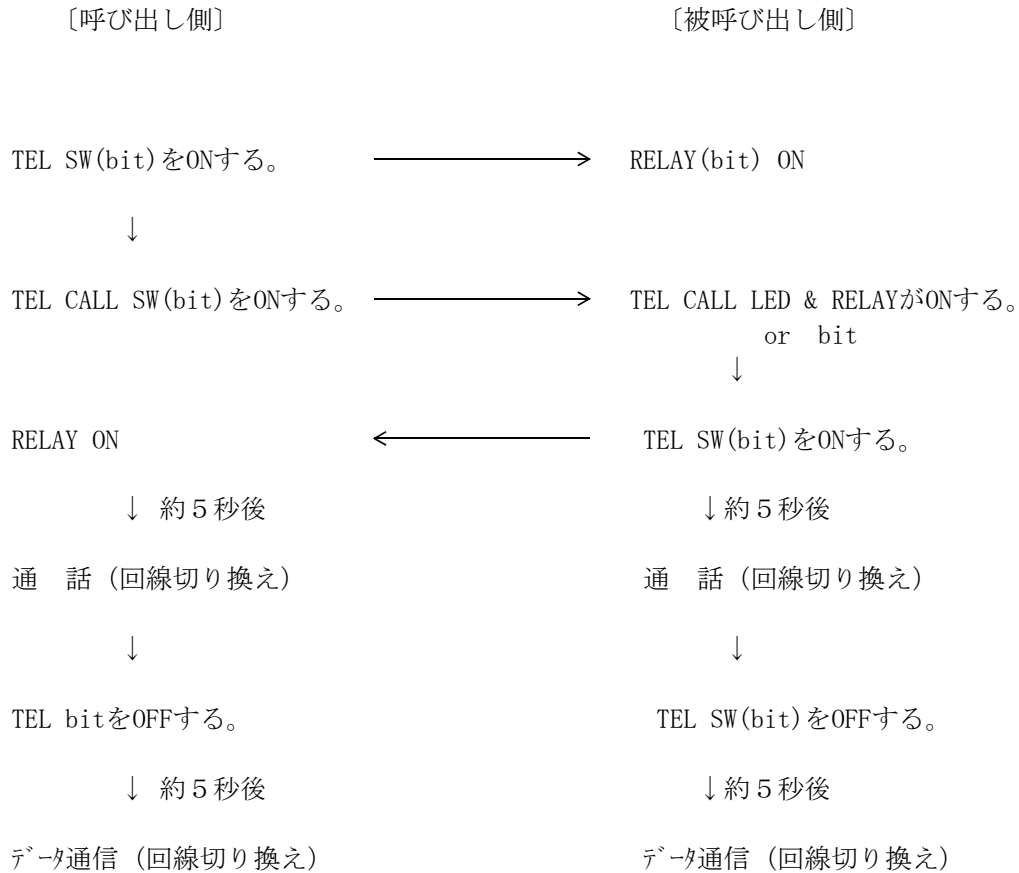 〔呼び出し側〕 〔被呼び出し側〕
TEL SW(bit)をONする。 → RELAY(bit) ON
↓
TEL CALL SW(bit)をONする。 → TEL CALL LED & RELAYがONする。
or bit
↓
RELAY ON ← TEL SW(bit)をONする。
↓ 約５秒後 ↓約５秒後
通　話 (回線切り換え) 通　話 (回線切り換え)
↓ ↓
TEL bitをOFFする。 TEL SW(bit)をOFFする。
↓ 約５秒後 ↓約５秒後
ﾃﾞｰﾀ通信 (回線切り換え) ﾃﾞｰﾀ通信 (回線切り換え)